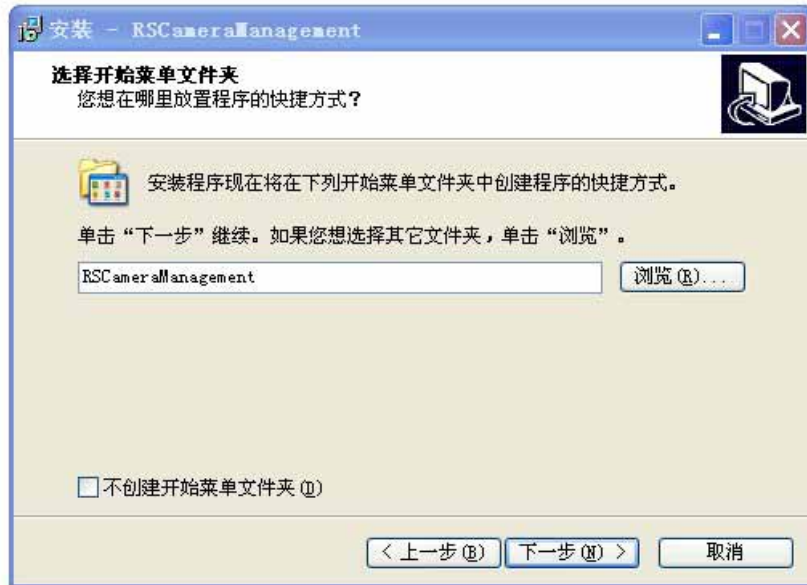 安装 - RSCameraManagement
选择开始菜单文件夹
您想在哪里放置程序的快捷方式？
安装程序现在将在下列开始菜单文件夹中创建程序的快捷方式。
单击“下一步”继续。如果您想选择其它文件夹，单击“浏览”。
RSCameraManagement
浏览(R)...
不创建开始菜单文件夹(D)
< 上一步(B)
下一步(N) >
取消